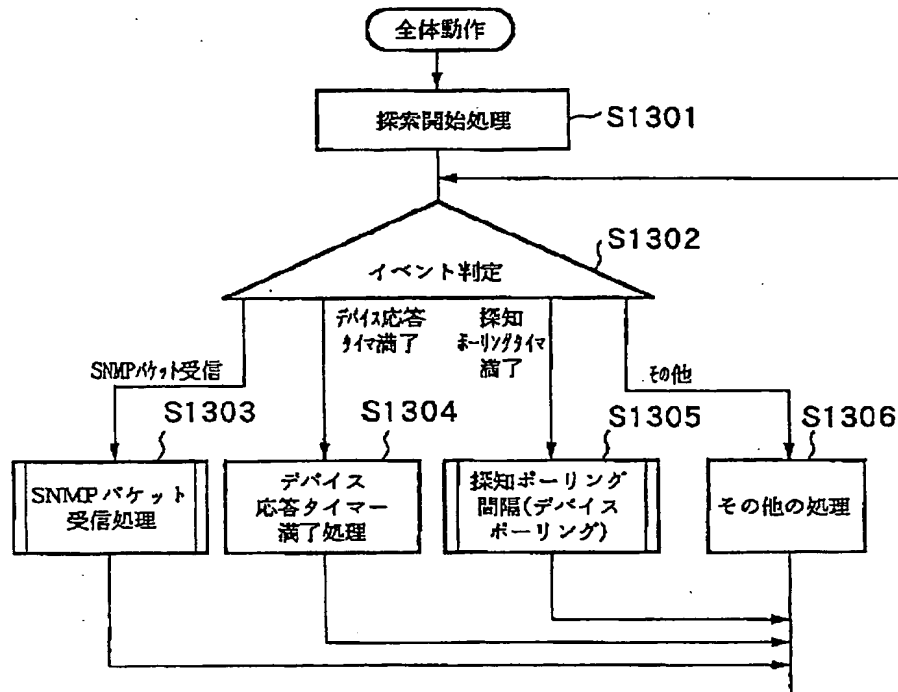 全体動作
探索開始処理
S1301
S1302
イベント判定
デバイス応答
タイマ満了
探知
ポーリングタイマ
満了
SNMPパケット受信
その他
S1303
S1304
S1305
S1306
SNMPパケット
受信処理
デバイス
応答タイマー
満了処理
探知ポーリング
間隔(デバイス
ポーリング)
その他の処理